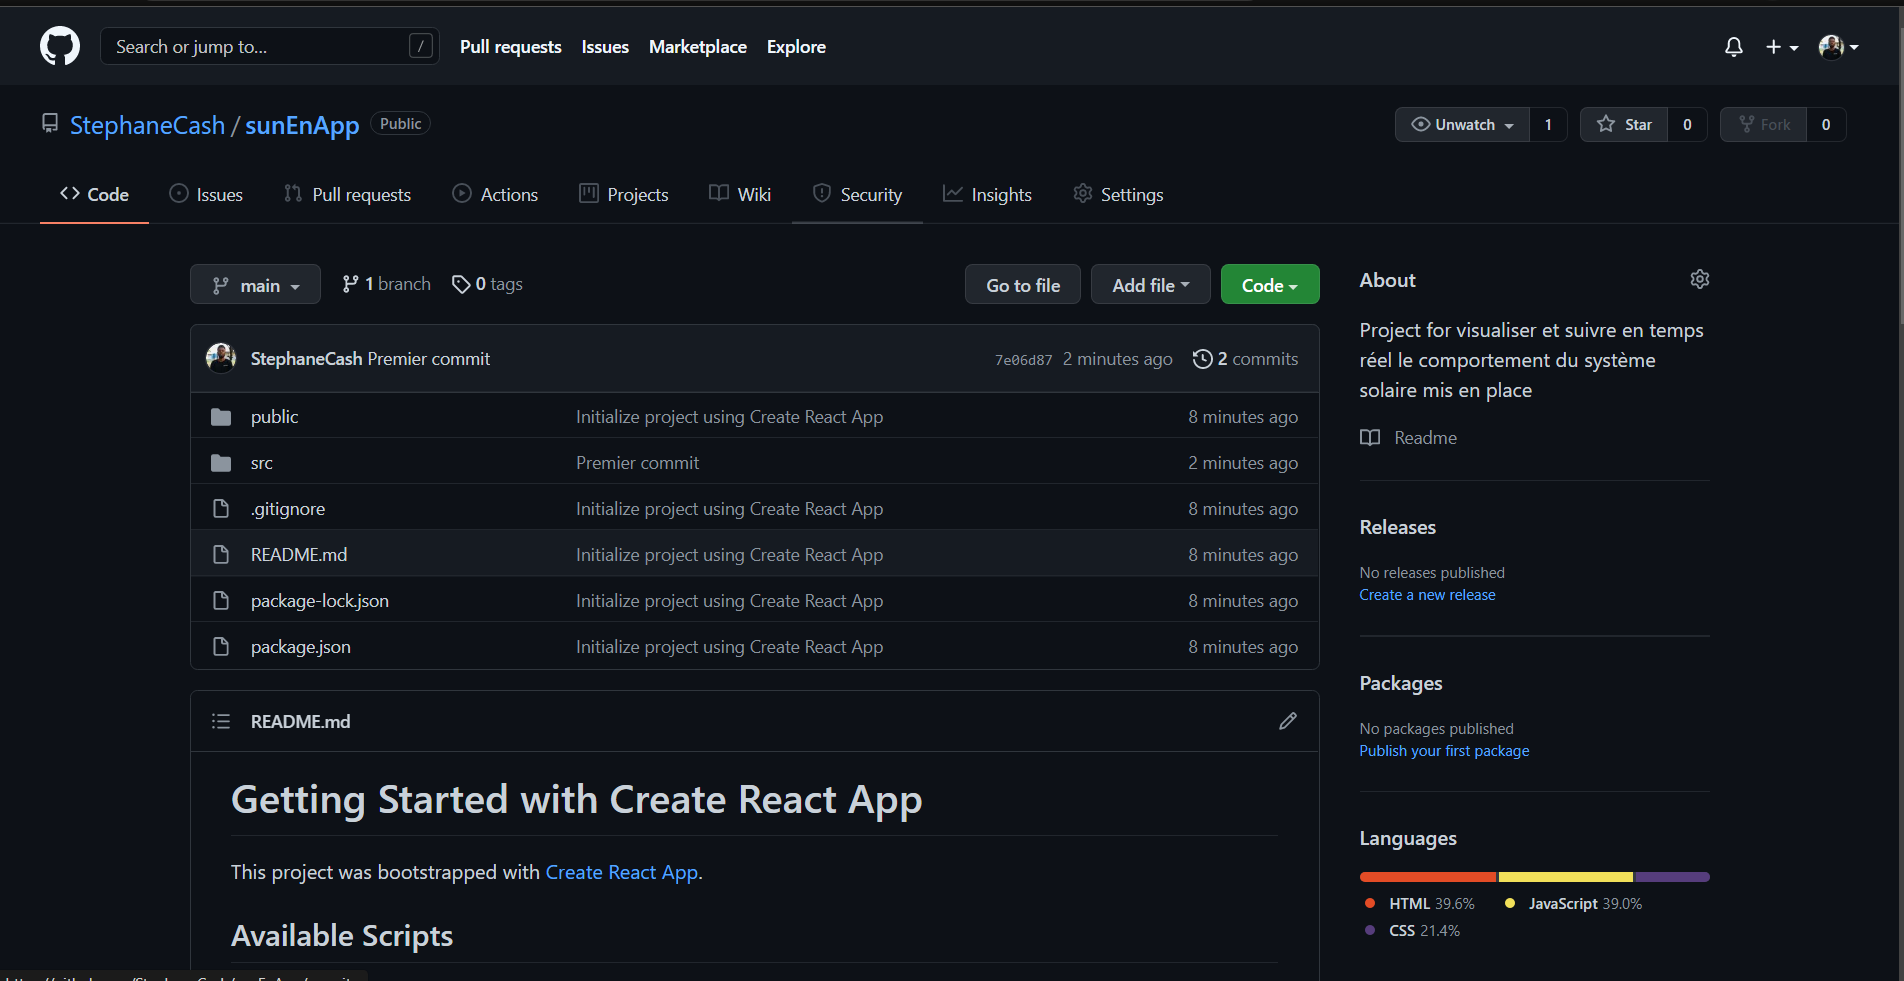 Search or jump to... /
Pull requests Issues Marketplace Explore
StephaneCash / sunEnApp Public
Unwatch 1 Star 0 Fork 0
Code Issues Pull requests Actions Projects Wiki Security Insights Settings
main 1 branch 0 tags
Go to file Add file Code
StephaneCash Premier commit 7e06d87 2 minutes ago 2 commits
public Initialize project using Create React App 8 minutes ago
src Premier commit 2 minutes ago
.gitignore Initialize project using Create React App 8 minutes ago
README.md Initialize project using Create React App 8 minutes ago
package-lock.json Initialize project using Create React App 8 minutes ago
package.json Initialize project using Create React App 8 minutes ago
README.md
Getting Started with Create React App
This project was bootstrapped with Create React App.
Available Scripts
About
Project for visualiser et suivre en temps
réel le comportement du système
solaire mis en place
Readme
Releases
No releases published
Create a new release
Packages
No packages published
Publish your first package
Languages
HTML 39.6% JavaScript 39.0%
CSS 21.4%